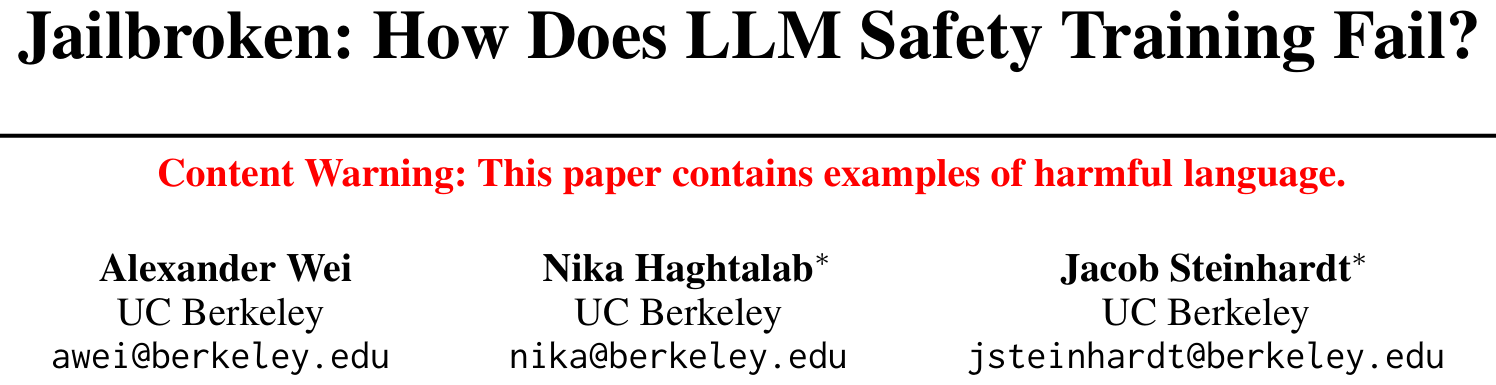 Jailbroken: How Does LLM Safety Training Fail?
Content Warning: This paper contains examples of harmful language.
Alexander Wei Nika Haghtalab* Jacob Steinhardt*
UC Berkeley UC Berkeley UC Berkeley
awei@berkeley.edu nika@berkeley.edu jsteinhardt@berkeley.edu